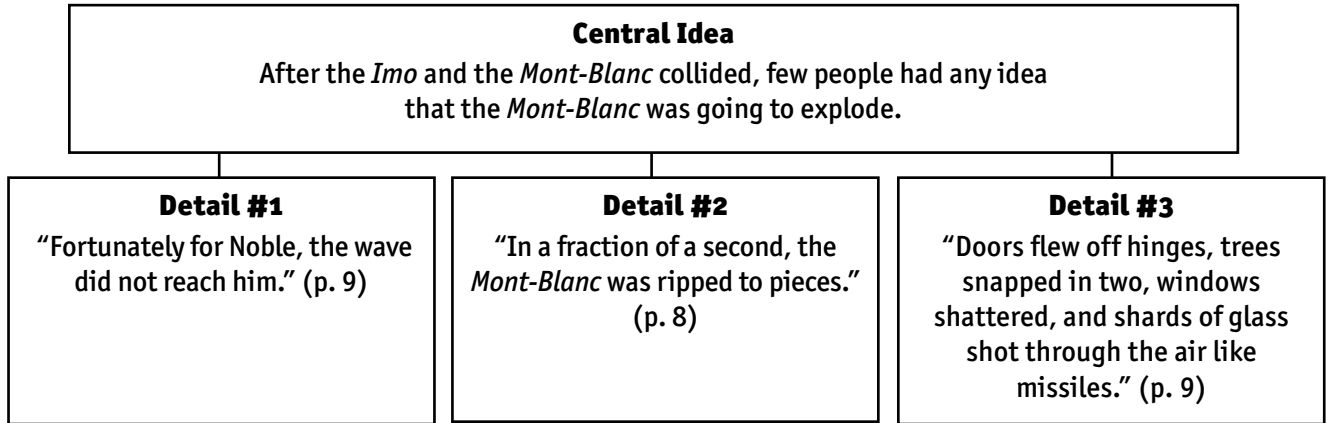 Central Idea
After the Imo and the Mont-Blanc collided, few people had any idea
that the Mont-Blanc was going to explode.
Detail #1
“Fortunately for Noble, the wave
did not reach him.” (p. 9)
Detail #2
“In a fraction of a second, the
Mont-Blanc was ripped to pieces.”
(p. 8)
Detail #3
“Doors flew off hinges, trees
snapped in two, windows
shattered, and shards of glass
shot through the air like
missiles.” (p. 9)